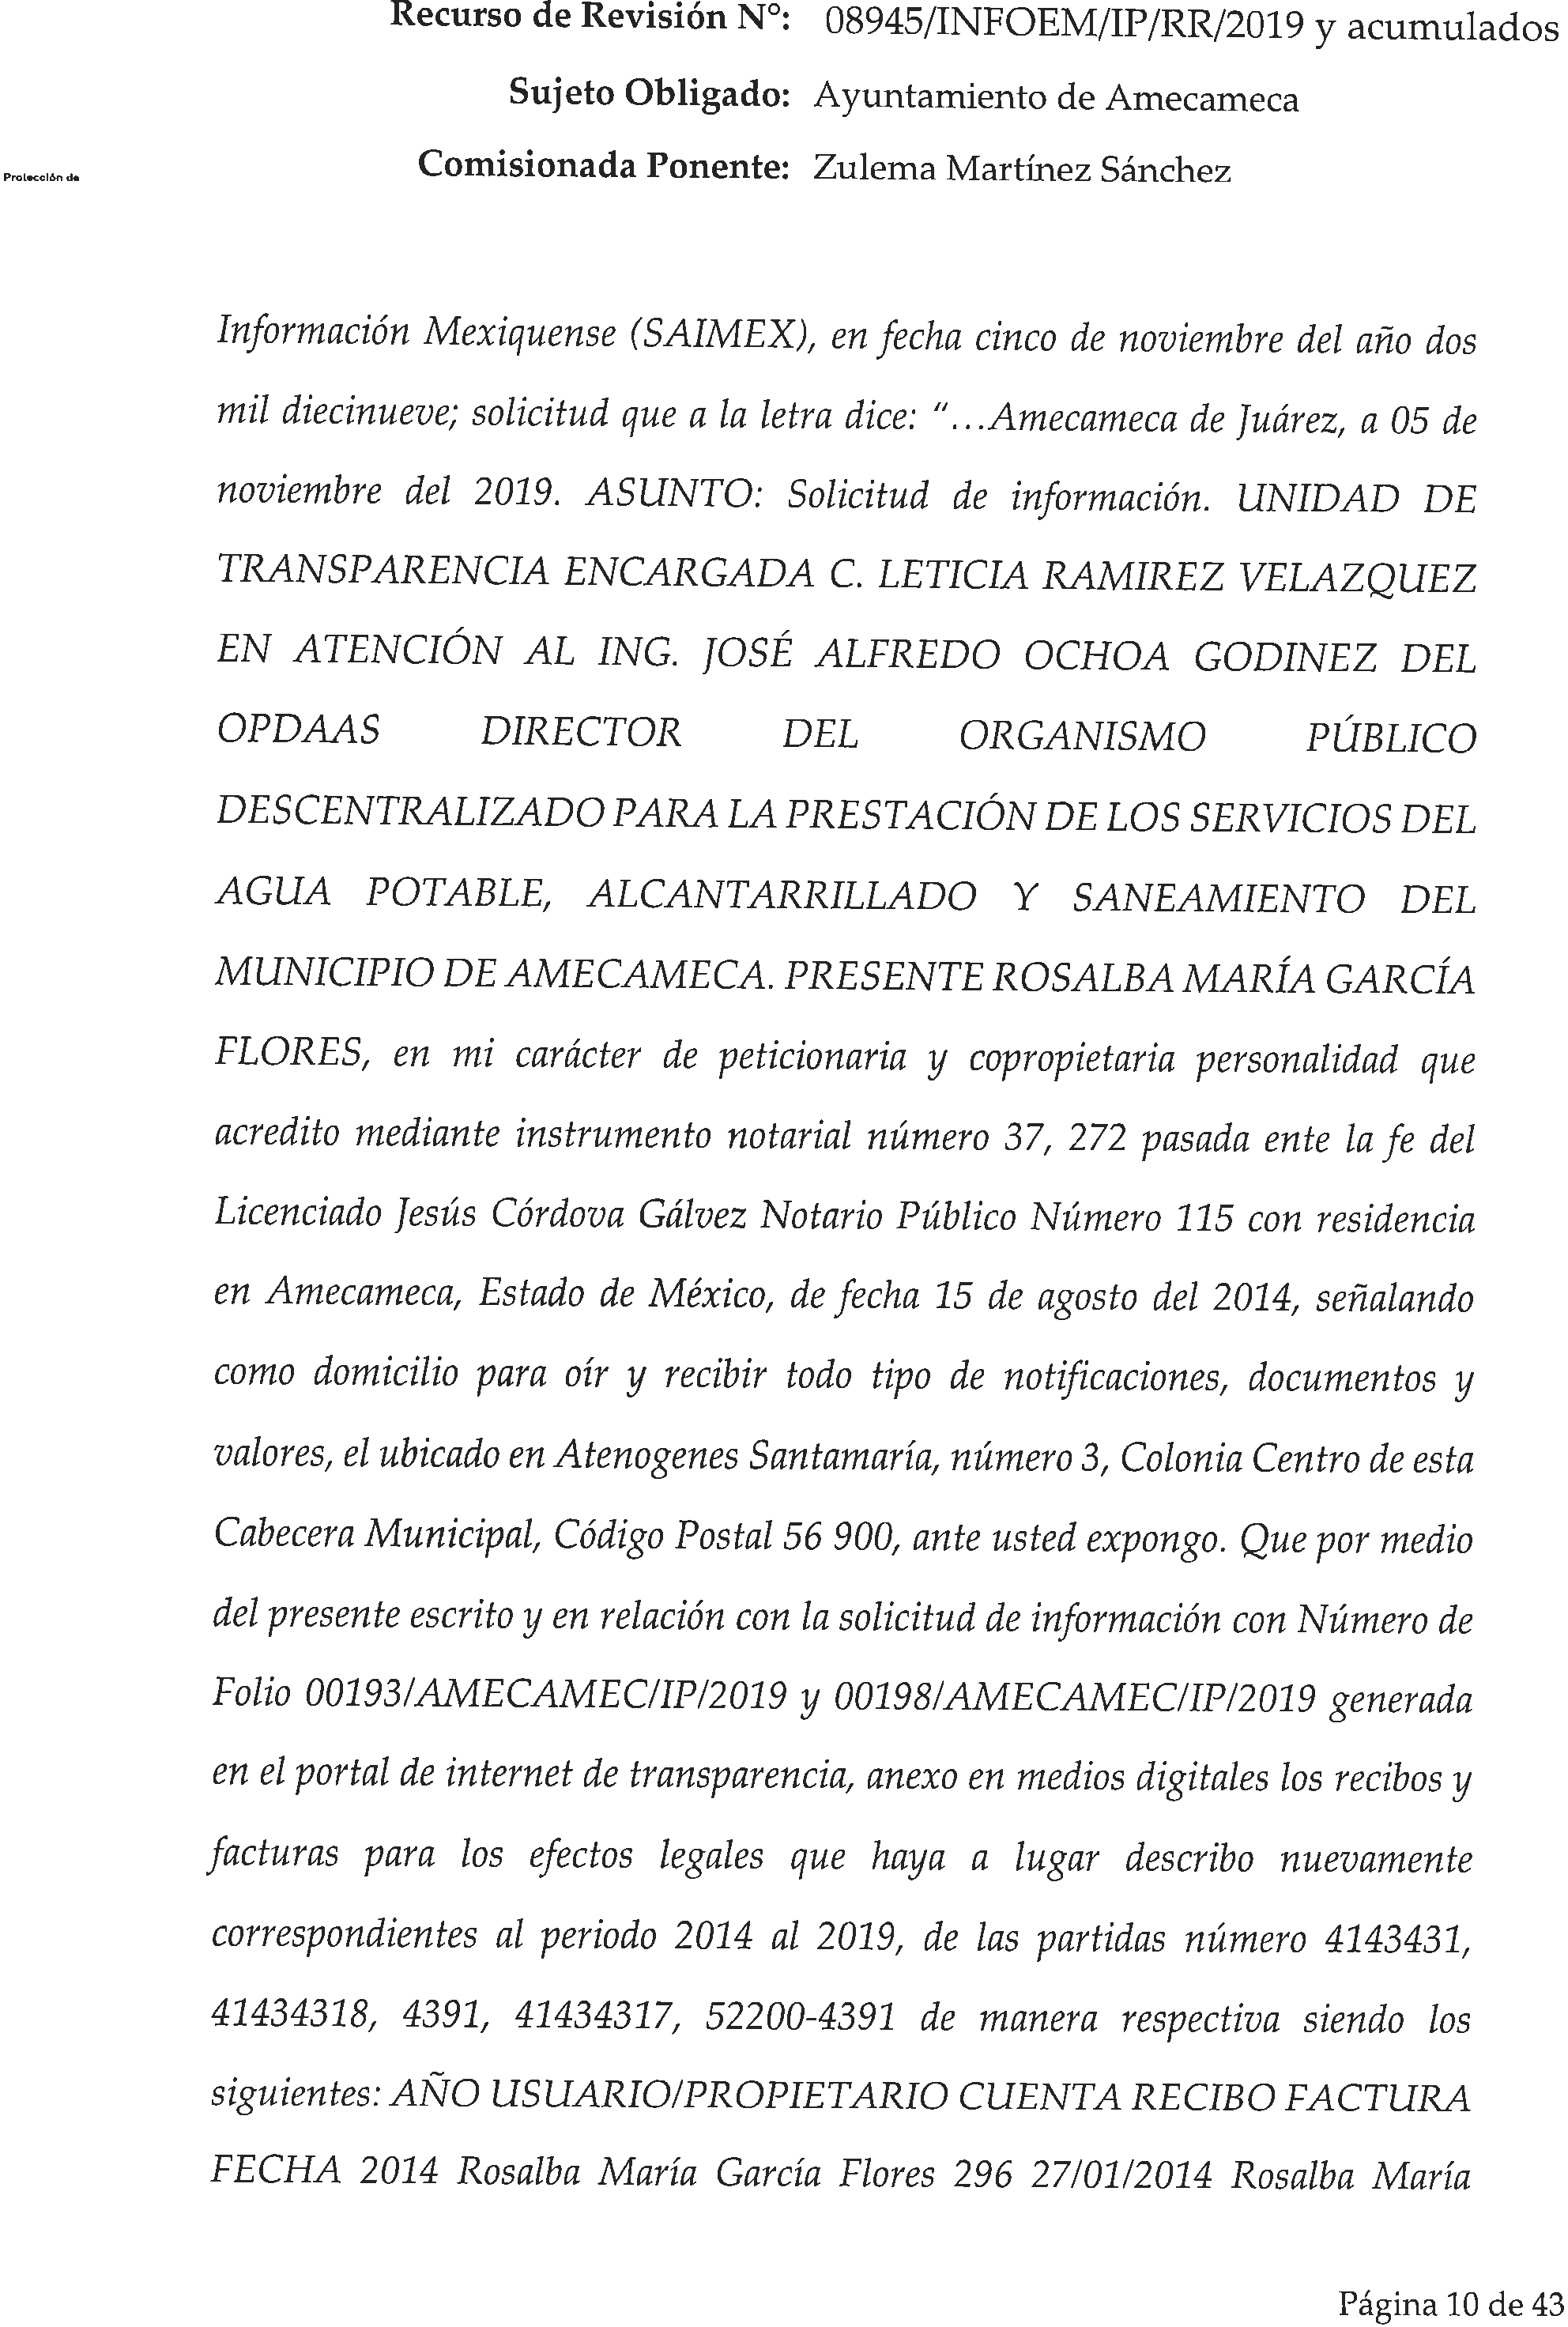 Recurso de Revisión N°: 08945/INFOEM/IP/RR/2019 y acumulados
Sujeto Obligado: Ayuntamiento de Amecameca
Comisionada Ponente: Zulema Martínez Sánchez
Protección de
Información Mexiquense (SAIMEX), en fecha cinco de noviembre del año dos
mil diecinueve; solicitud que a la letra dice: "…Amecameca de Juárez, a 05 de
noviembre del 2019. ASUNTO: Solicitud de información. UNIDAD DE
TRANSPARENCIA ENCARGADA C. LETICIA RAMIREZ VELAZQUEZ
EN ATENCIÓN AL ING. JOSÉ ALFREDO OCHOA GODINEZ DEL
OPDAAS DIRECTOR DEL ORGANISMO PÚBLICO
DESCENTRALIZADO PARA LA PRESTACIÓN DE LOS SERVICIOS DEL
AGUA POTABLE, ALCANTARRILLADO Y SANEAMIENTO DEL
MUNICIPIO DE AMECAMECA. PRESENTE ROSALBA MARÍA GARCÍA
FLORES, en mi carácter de peticionaria y copropietaria personalidad que
acredito mediante instrumento notarial número 37, 272 pasada ente la fe del
Licenciado Jesús Córdova Gálvez Notario Público Número 115 con residencia
en Amecameca, Estado de México, de fecha 15 de agosto del 2014, señalando
como domicilio para oír y recibir todo tipo de notificaciones, documentos y
valores, el ubicado en Atenogenes Santamaría, número 3, Colonia Centro de esta
Cabecera Municipal, Código Postal 56 900, ante usted expongo. Que por medio
del presente escrito y en relación con la solicitud de información con Número de
Folio 00193/AMECAMEC/IP/2019 y 00198/AMECAMEC/IP/2019 generada
en el portal de internet de transparencia, anexo en medios digitales los recibos y
facturas para los efectos legales que haya a lugar describo nuevamente
correspondientes al periodo 2014 al 2019, de las partidas número 4143431,
41434318, 4391, 41434317, 52200-4391 de manera respectiva siendo los
siguientes: AÑO USUARIO/PROPIETARIO CUENTA RECIBO FACTURA
FECHA 2014 Rosalba María García Flores 296 27/01/2014 Rosalba María
Página 10 de 43